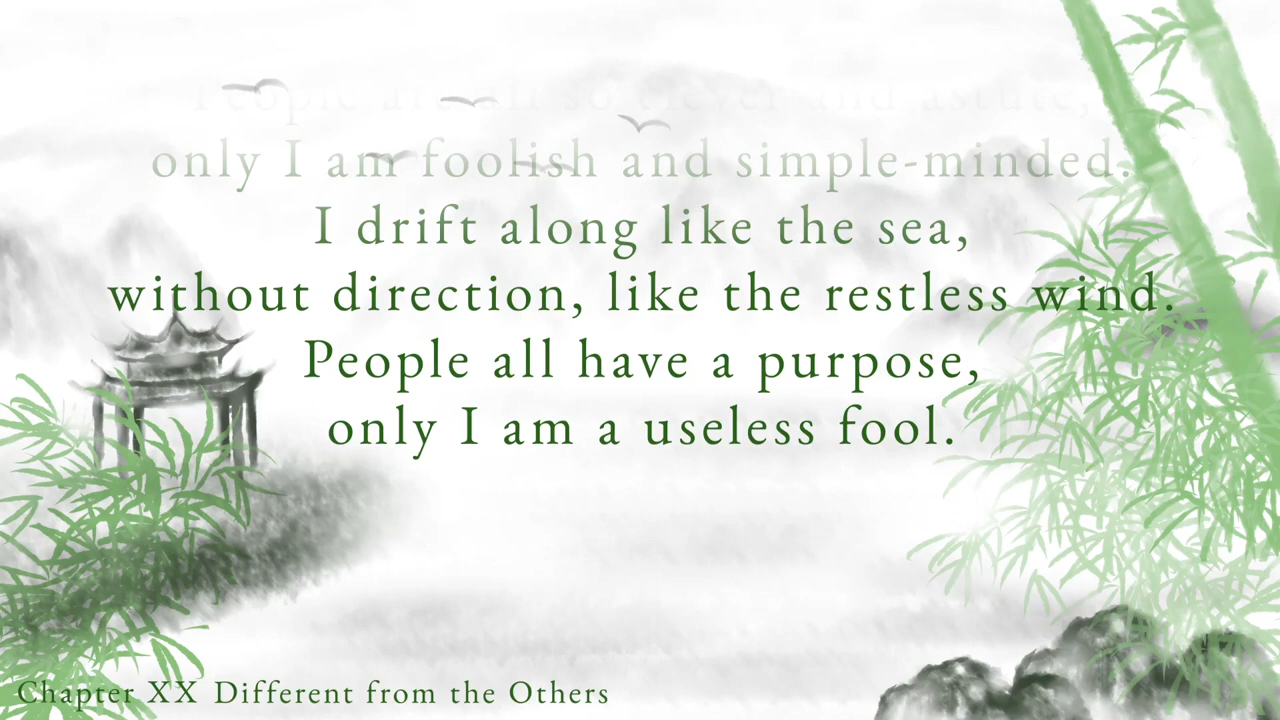 People are all so clever and astute,
only I am foolish and simple-minded.
I drift along like the sea,
without direction, like the restless wind.
People all have a purpose,
only I am a useless fool.
Chapter XX Different from the Others